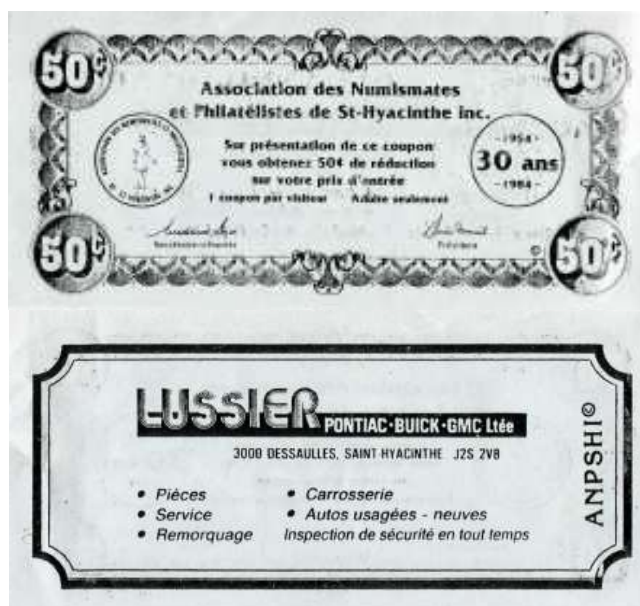 50¢ 50¢
Association des Numismates
et Philatélistes de St-Hyacinthe inc.
Sur présentation de ce coupon
vous obtenez 50¢ de réduction
sur votre prix d'entrée
1 coupon par visiteur Adulte seulement
-1954-
30 ans
-1984-
Président
©
50¢ 50¢
LUSSIER
PONTIAC•BUICK•GMC Ltée
3000 DESSAULLES, SAINT-HYACINTHE J2S 2V8
• Pièces • Carrosserie
• Service • Autos usagées - neuves
• Remorquage Inspection de sécurité en tout temps
ANPSHI©